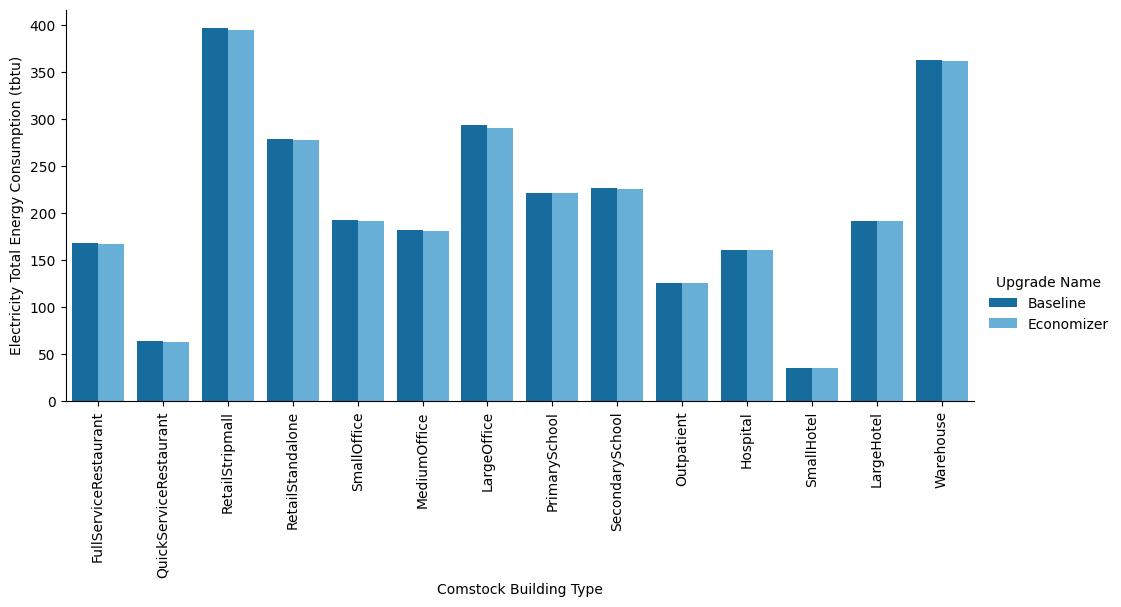 Electricity Total Energy Consumption (tbtu)
400
350
300
250
200
150
100
50
0
FullServiceRestaurant
QuickServiceRestaurant
RetailStripmall
RetailStandalone
SmallOffice
MediumOffice
LargeOffice
PrimarySchool
SecondarySchool
Outpatient
Hospital
SmallHotel
LargeHotel
Warehouse
Comstock Building Type
Upgrade Name
Baseline
Economizer